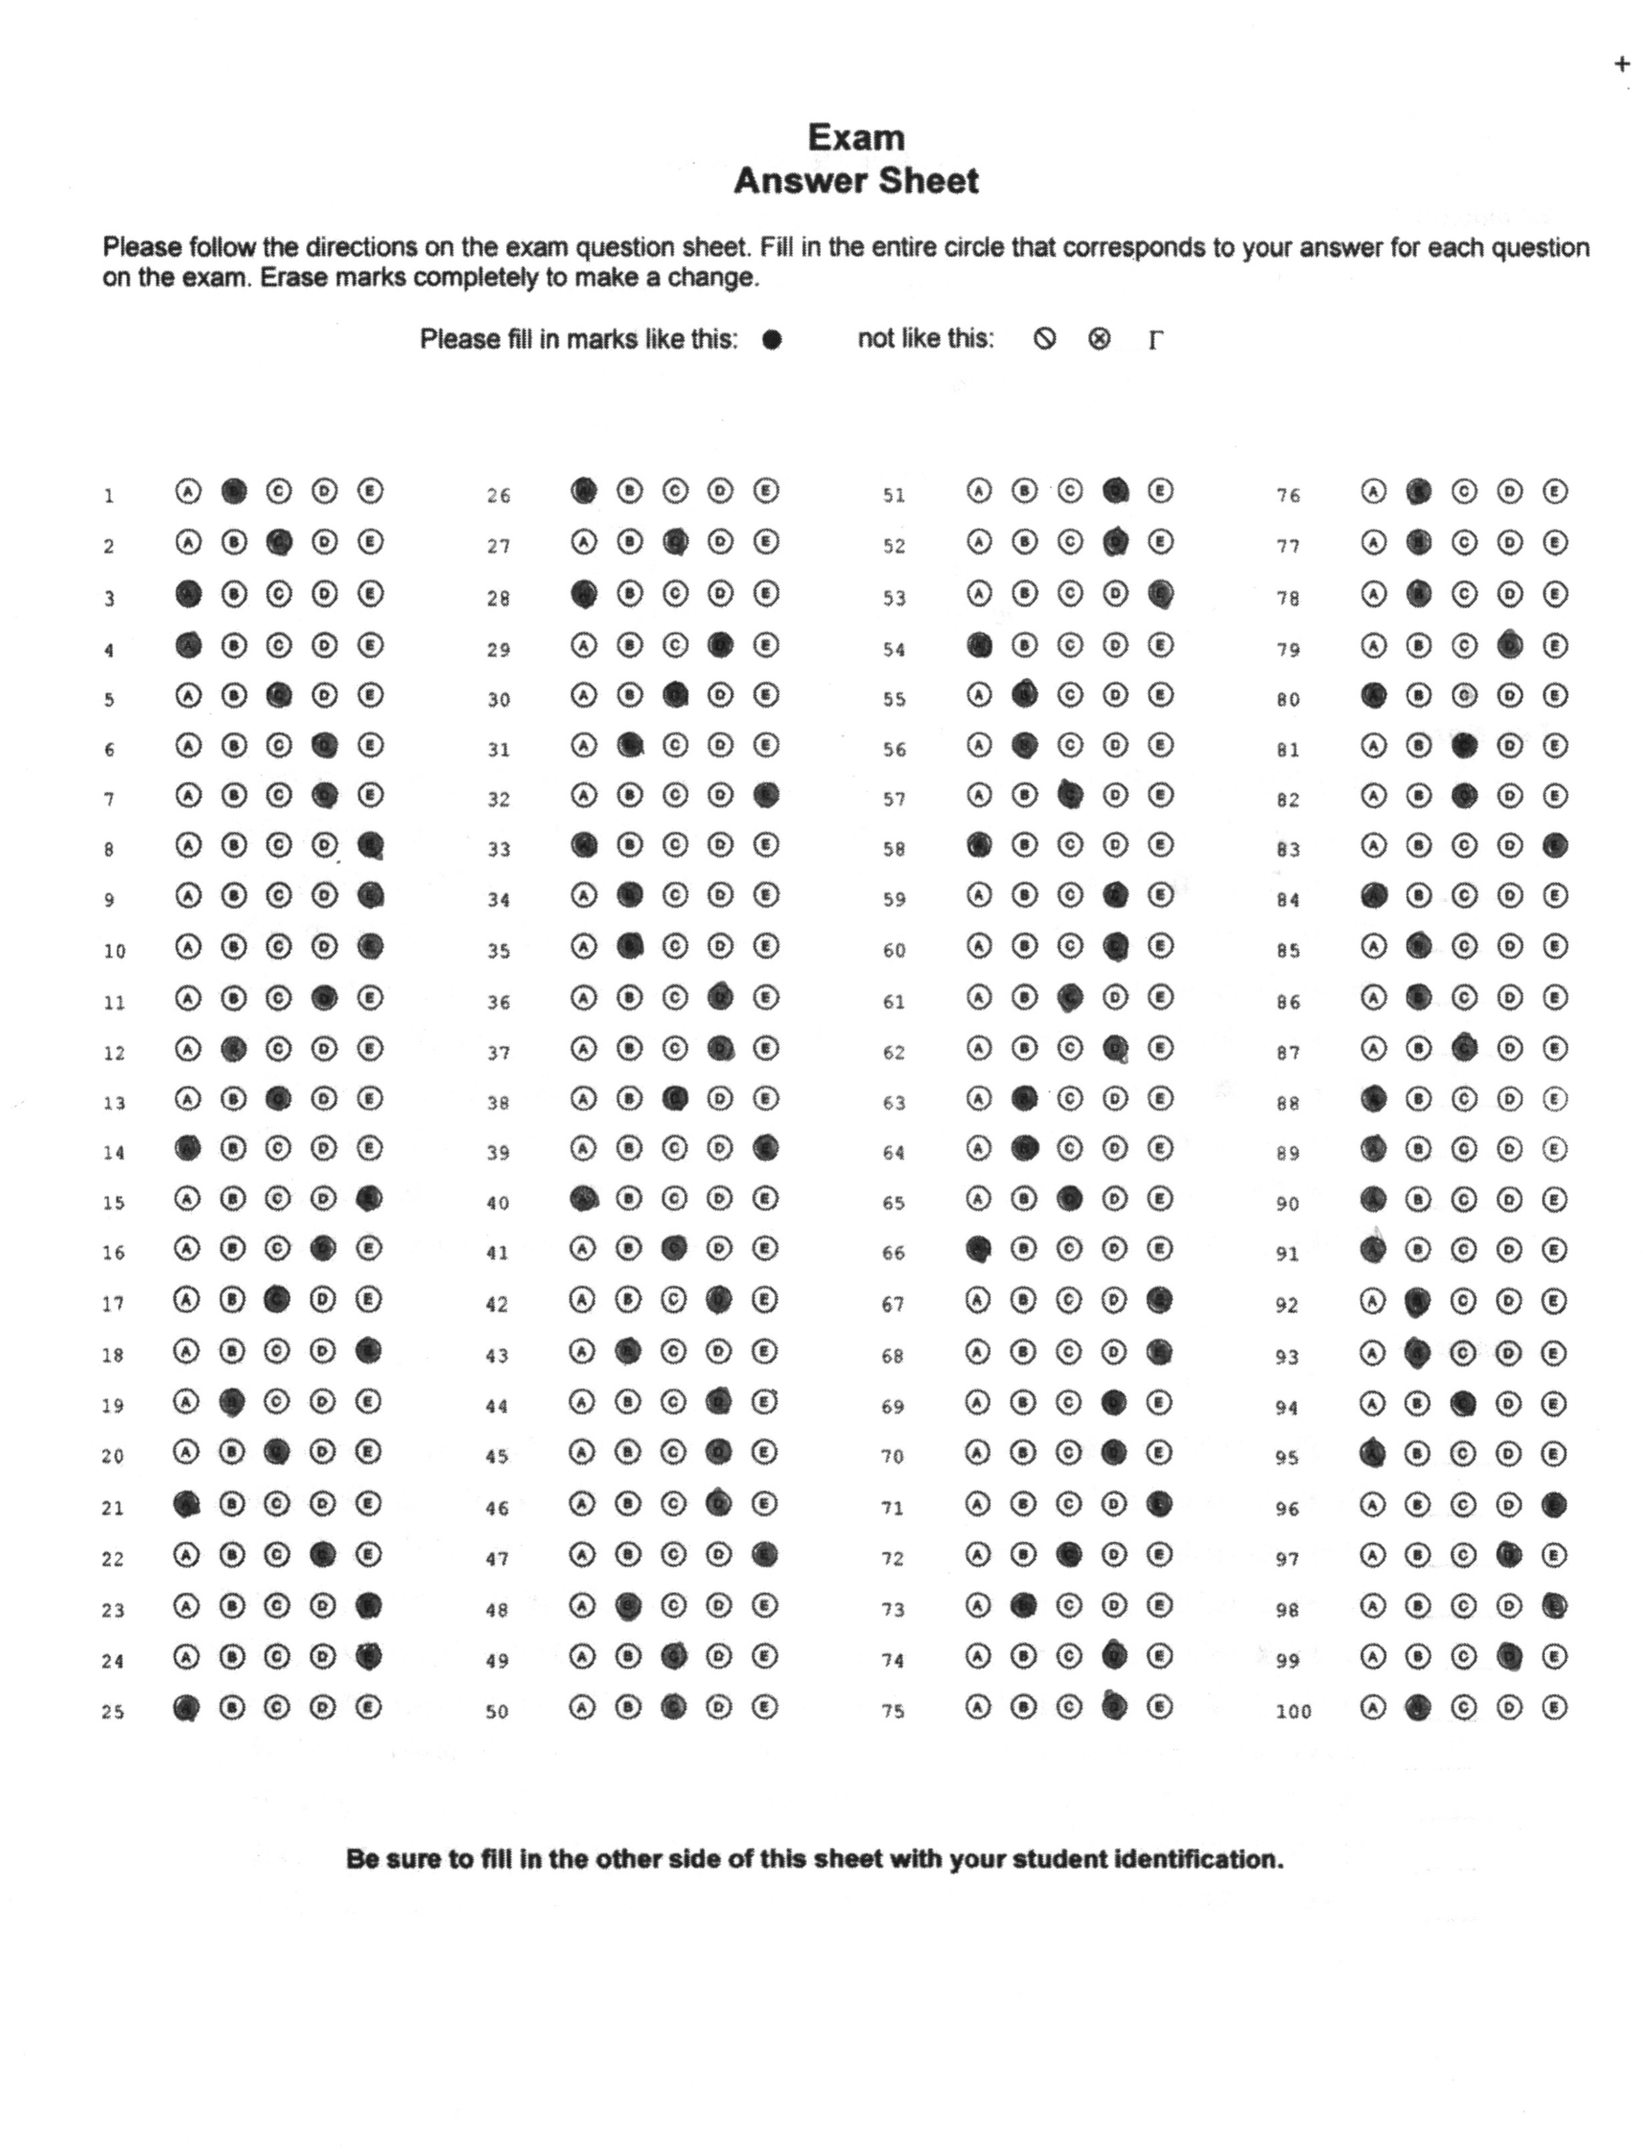 +
Exam
Answer Sheet
Please follow the directions on the exam question sheet. Fill in the entire circle that corresponds to your answer for each question
on the exam. Erase marks completely to make a change.
Please fill in marks like this: ● not like this: ⦸ ⊗ Γ
1 A B C D E 26 A B C D E 51 A B C D E 76 A B C D E
2 A B C D E 27 A B C D E 52 A B C D E 77 A B C D E
3 A B C D E 28 A B C D E 53 A B C D E 78 A B C D E
4 A B C D E 29 A B C D E 54 A B C D E 79 A B C D E
5 A B C D E 30 A B C D E 55 A B C D E 80 A B C D E
6 A B C D E 31 A B C D E 56 A B C D E 81 A B C D E
7 A B C D E 32 A B C D E 57 A B C D E 82 A B C D E
8 A B C D E 33 A B C D E 58 A B C D E 83 A B C D E
9 A B C D E 34 A B C D E 59 A B C D E 84 A B C D E
10 A B C D E 35 A B C D E 60 A B C D E 85 A B C D E
11 A B C D E 36 A B C D E 61 A B C D E 86 A B C D E
12 A B C D E 37 A B C D E 62 A B C D E 87 A B C D E
13 A B C D E 38 A B C D E 63 A B C D E 88 A B C D E
14 A B C D E 39 A B C D E 64 A B C D E 89 A B C D E
15 A B C D E 40 A B C D E 65 A B C D E 90 A B C D E
16 A B C D E 41 A B C D E 66 A B C D E 91 A B C D E
17 A B C D E 42 A B C D E 67 A B C D E 92 A B C D E
18 A B C D E 43 A B C D E 68 A B C D E 93 A B C D E
19 A B C D E 44 A B C D E 69 A B C D E 94 A B C D E
20 A B C D E 45 A B C D E 70 A B C D E 95 A B C D E
21 A B C D E 46 A B C D E 71 A B C D E 96 A B C D E
22 A B C D E 47 A B C D E 72 A B C D E 97 A B C D E
23 A B C D E 48 A B C D E 73 A B C D E 98 A B C D E
24 A B C D E 49 A B C D E 74 A B C D E 99 A B C D E
25 A B C D E 50 A B C D E 75 A B C D E 100 A B C D E
Be sure to fill in the other side of this sheet with your student identification.